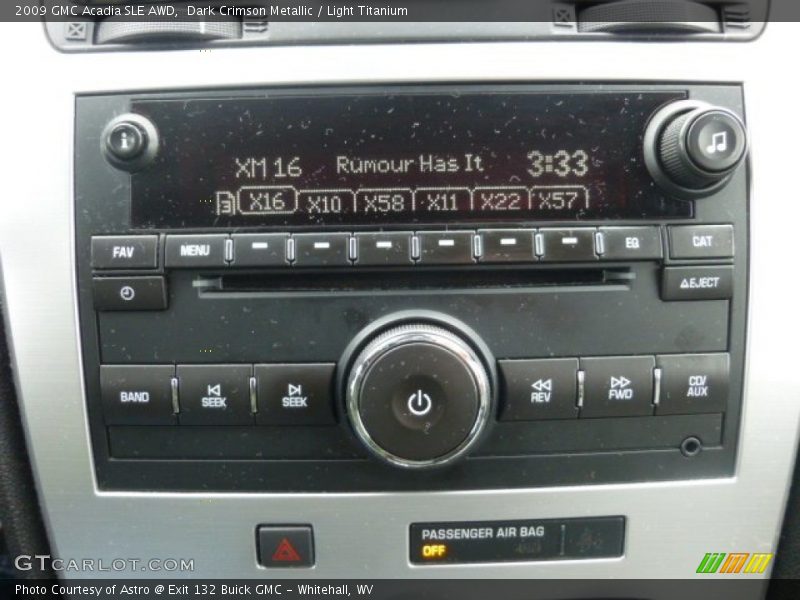 2009 GMC Acadia SLE AWD, Dark Crimson Metallic / Light Titanium
i
XM 16 Rumour Has It 3:33
3 X16 X10 X58 X11 X22 X57
FAV MENU EQ CAT
EJECT
BAND SEEK SEEK REV FWD CD/AUX
PASSENGER AIR BAG
OFF
GTCARLOT.COM
Photo Courtesy of Astro @ Exit 132 Buick GMC - Whitehall, WV